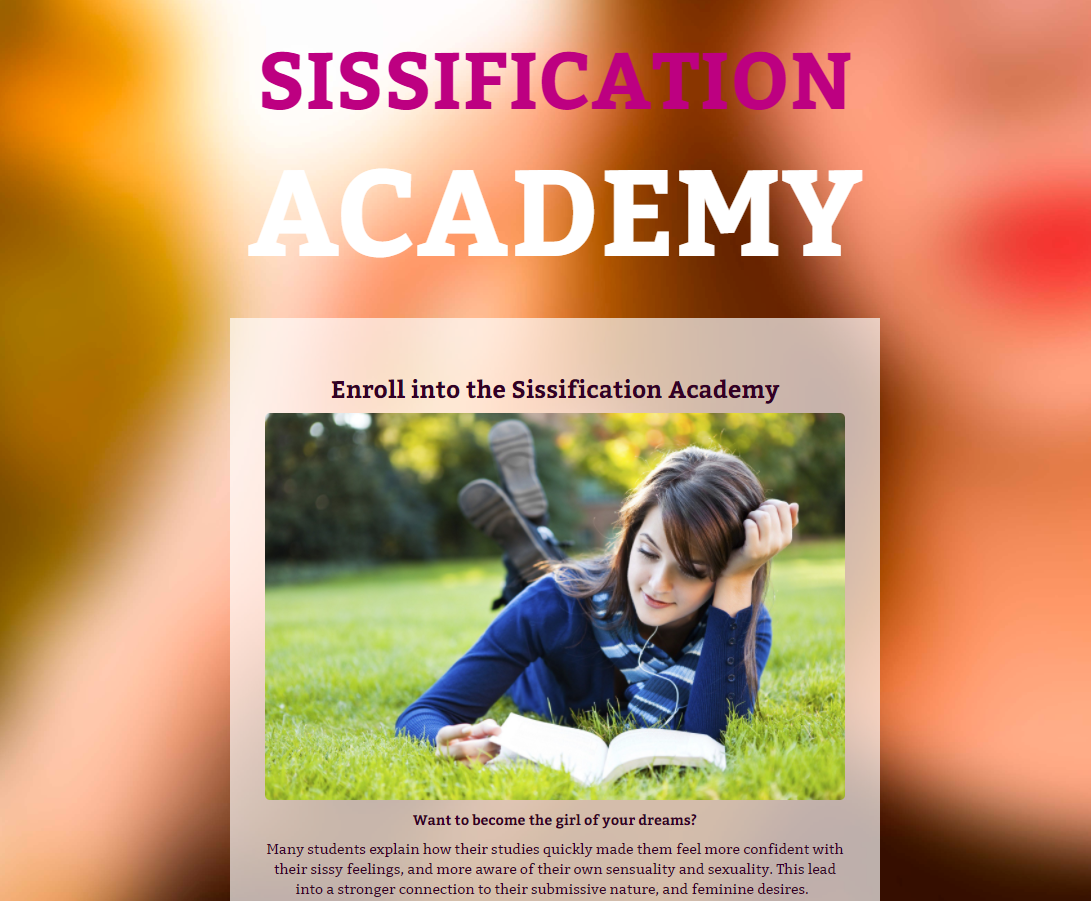 SISSIFICATION
ACADEMY
Enroll into the Sissification Academy
Want to become the girl of your dreams?
Many students explain how their studies quickly made them feel more confident with
their sissy feelings, and more aware of their own sensuality and sexuality. This lead
into a stronger connection to their submissive nature, and feminine desires.